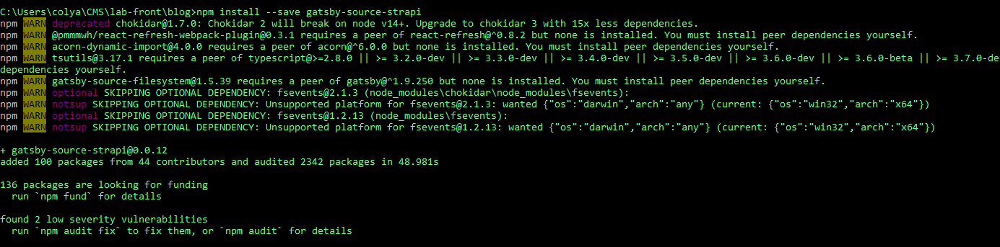 C:\Users\colya\CMS\lab-front\blog>npm install --save gatsby-source-strapi
npm WARN deprecated chokidar@1.7.0: Chokidar 2 will break on node v14+. Upgrade to chokidar 3 with 15x less dependencies.
npm WARN @pmmmwh/react-refresh-webpack-plugin@0.3.1 requires a peer of react-refresh@^0.8.2 but none is installed. You must install peer dependencies yourself.
npm WARN acorn-dynamic-import@4.0.0 requires a peer of acorn@^6.0.0 but none is installed. You must install peer dependencies yourself.
npm WARN tsutils@3.17.1 requires a peer of typescript@>=2.8.0 || >= 3.2.0-dev || >= 3.3.0-dev || >= 3.4.0-dev || >= 3.5.0-dev || >= 3.6.0-dev || >= 3.6.0-beta || >= 3.7.0-de
dependencies yourself.
npm WARN gatsby-source-filesystem@1.5.39 requires a peer of gatsby@^1.9.250 but none is installed. You must install peer dependencies yourself.
npm WARN optional SKIPPING OPTIONAL DEPENDENCY: fsevents@2.1.3 (node_modules\chokidar\node_modules\fsevents):
npm WARN notsup SKIPPING OPTIONAL DEPENDENCY: Unsupported platform for fsevents@2.1.3: wanted {"os":"darwin","arch":"any"} (current: {"os":"win32","arch":"x64"})
npm WARN optional SKIPPING OPTIONAL DEPENDENCY: fsevents@1.2.13 (node_modules\fsevents):
npm WARN notsup SKIPPING OPTIONAL DEPENDENCY: Unsupported platform for fsevents@1.2.13: wanted {"os":"darwin","arch":"any"} (current: {"os":"win32","arch":"x64"})

+ gatsby-source-strapi@0.0.12
added 100 packages from 44 contributors and audited 2342 packages in 48.981s

136 packages are looking for funding
  run `npm fund` for details

found 2 low severity vulnerabilities
  run `npm audit fix` to fix them, or `npm audit` for details